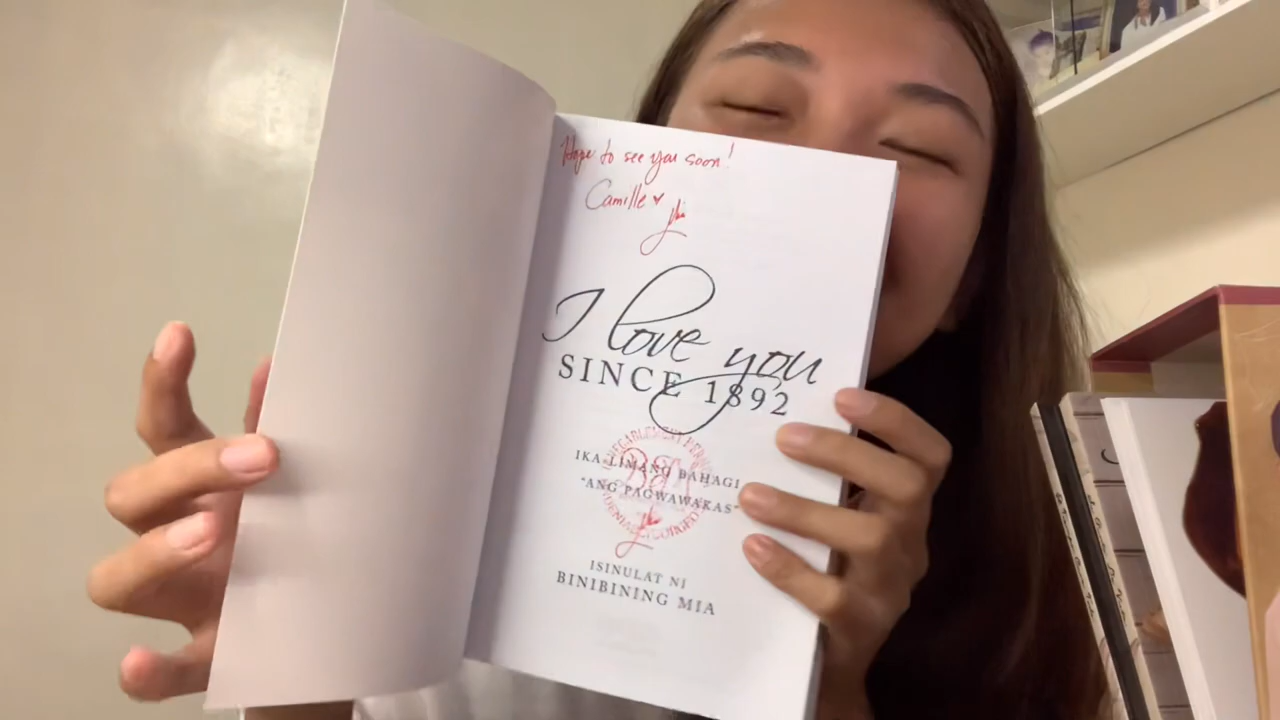 Hope to see you soon!
Camille
I love you
SINCE 1892
IKA-LIMANG BAHAGI
"ANG PAGWAWAKAS"
ISINULAT NI
BINIBINING MIA